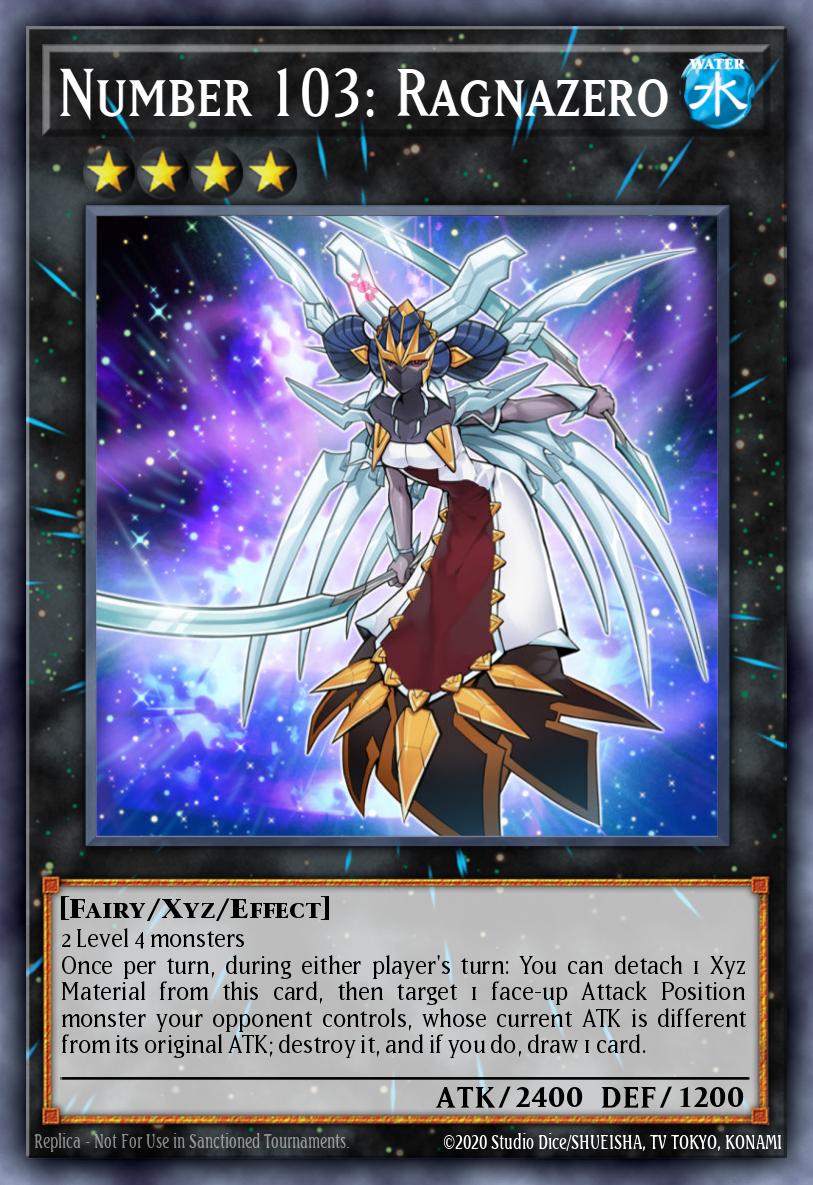 Number 103: Ragnazero
WATER
水
[Fairy/Xyz/Effect]
2 Level 4 monsters
Once per turn, during either player's turn: You can detach 1 Xyz
Material from this card, then target 1 face-up Attack Position
monster your opponent controls, whose current ATK is different
from its original ATK; destroy it, and if you do, draw 1 card.
ATK/2400 DEF/1200
Replica - Not For Use in Sanctioned Tournaments.
©2020 Studio Dice/SHUEISHA, TV TOKYO, KONAMI